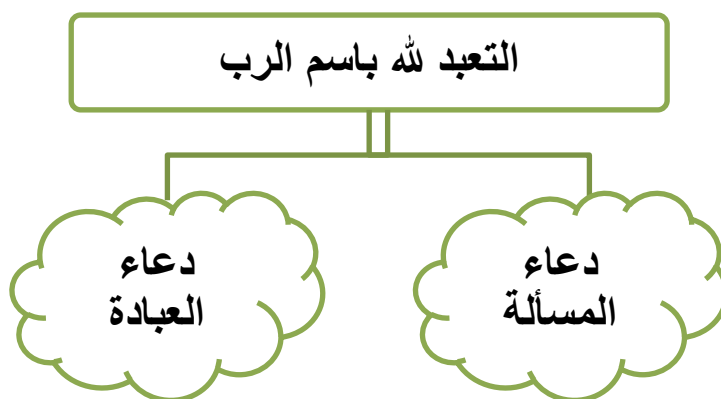 التعبد لله باسم الرب
دعاء
المسألة
دعاء
العبادة